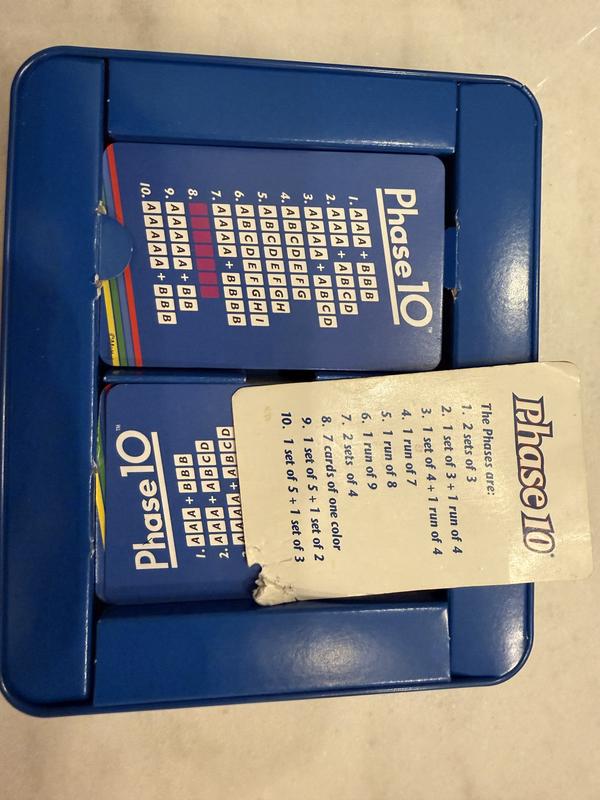 Phase 10™
1. AAA + BBB
2. AAA + ABCD
3. AAAA + ABCD
4. ABCDEFG
5. ABCDEFGH
6. ABCDEFGHI
7. AAAA + BBBB
8.
9. AAAAA + BB
10. AAAAA + BBB
Phase 10®
The Phases are:
1. 2 sets of 3
2. 1 set of 3 + 1 run of 4
3. 1 set of 4 + 1 run of 4
4. 1 run of 7
5. 1 run of 8
6. 1 run of 9
7. 2 sets of 4
8. 7 cards of one color
9. 1 set of 5 + 1 set of 2
10. 1 set of 5 + 1 set of 3
Phase 10™
1. AAA + BBB
2. AAA + ABCD
AAAA + ABCD